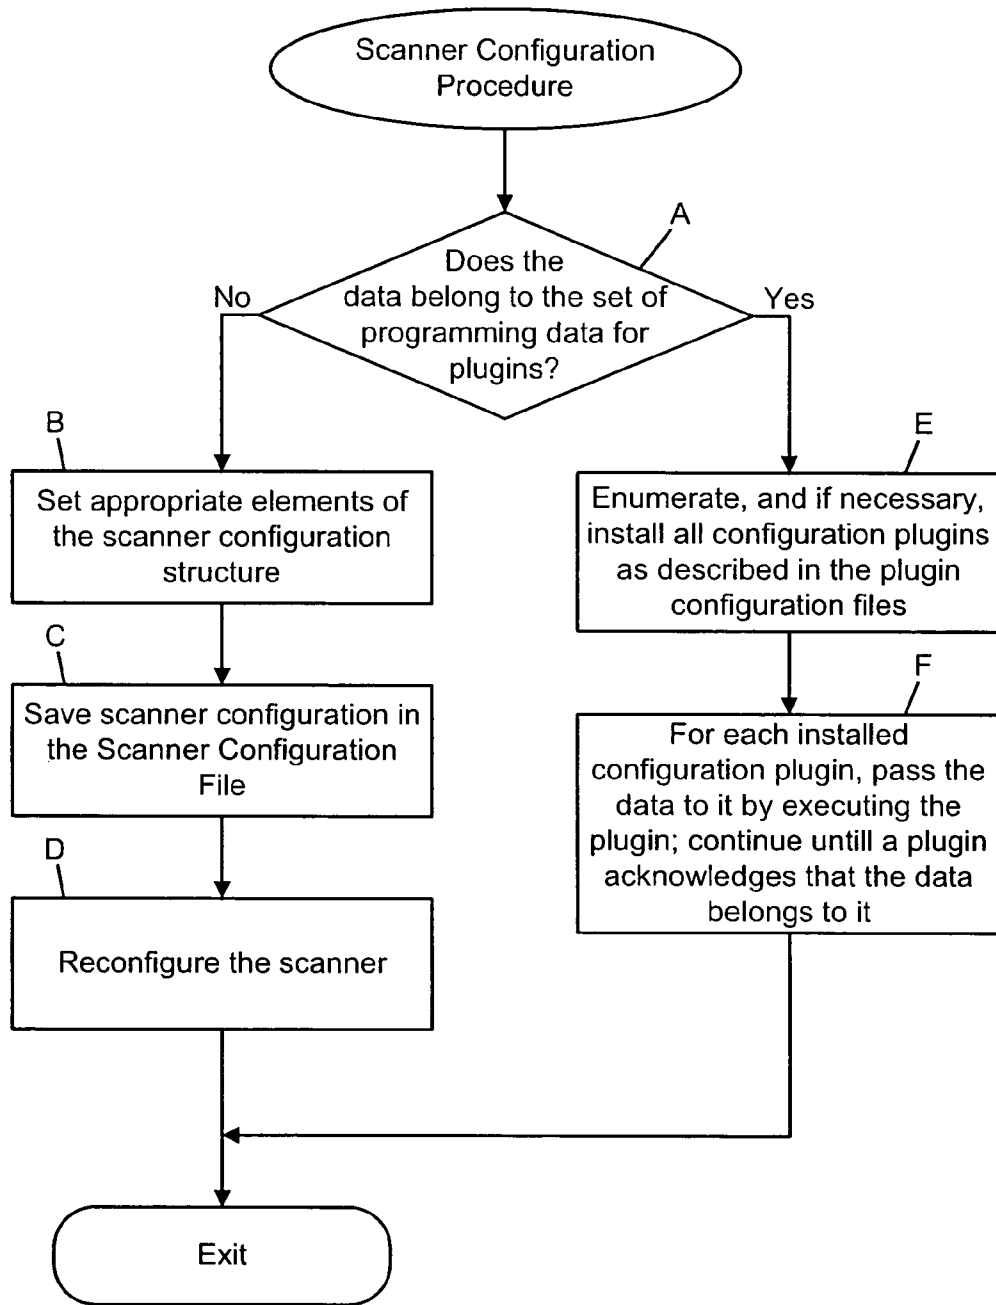 Scanner Configuration
Procedure
A
Does the
data belong to the set of
programming data for
plugins?
No
Yes
B
Set appropriate elements of
the scanner configuration
structure
C
Save scanner configuration in
the Scanner Configuration
File
D
Reconfigure the scanner
E
Enumerate, and if necessary,
install all configuration plugins
as described in the plugin
configuration files
F
For each installed
configuration plugin, pass the
data to it by executing the
plugin; continue untill a plugin
acknowledges that the data
belongs to it
Exit